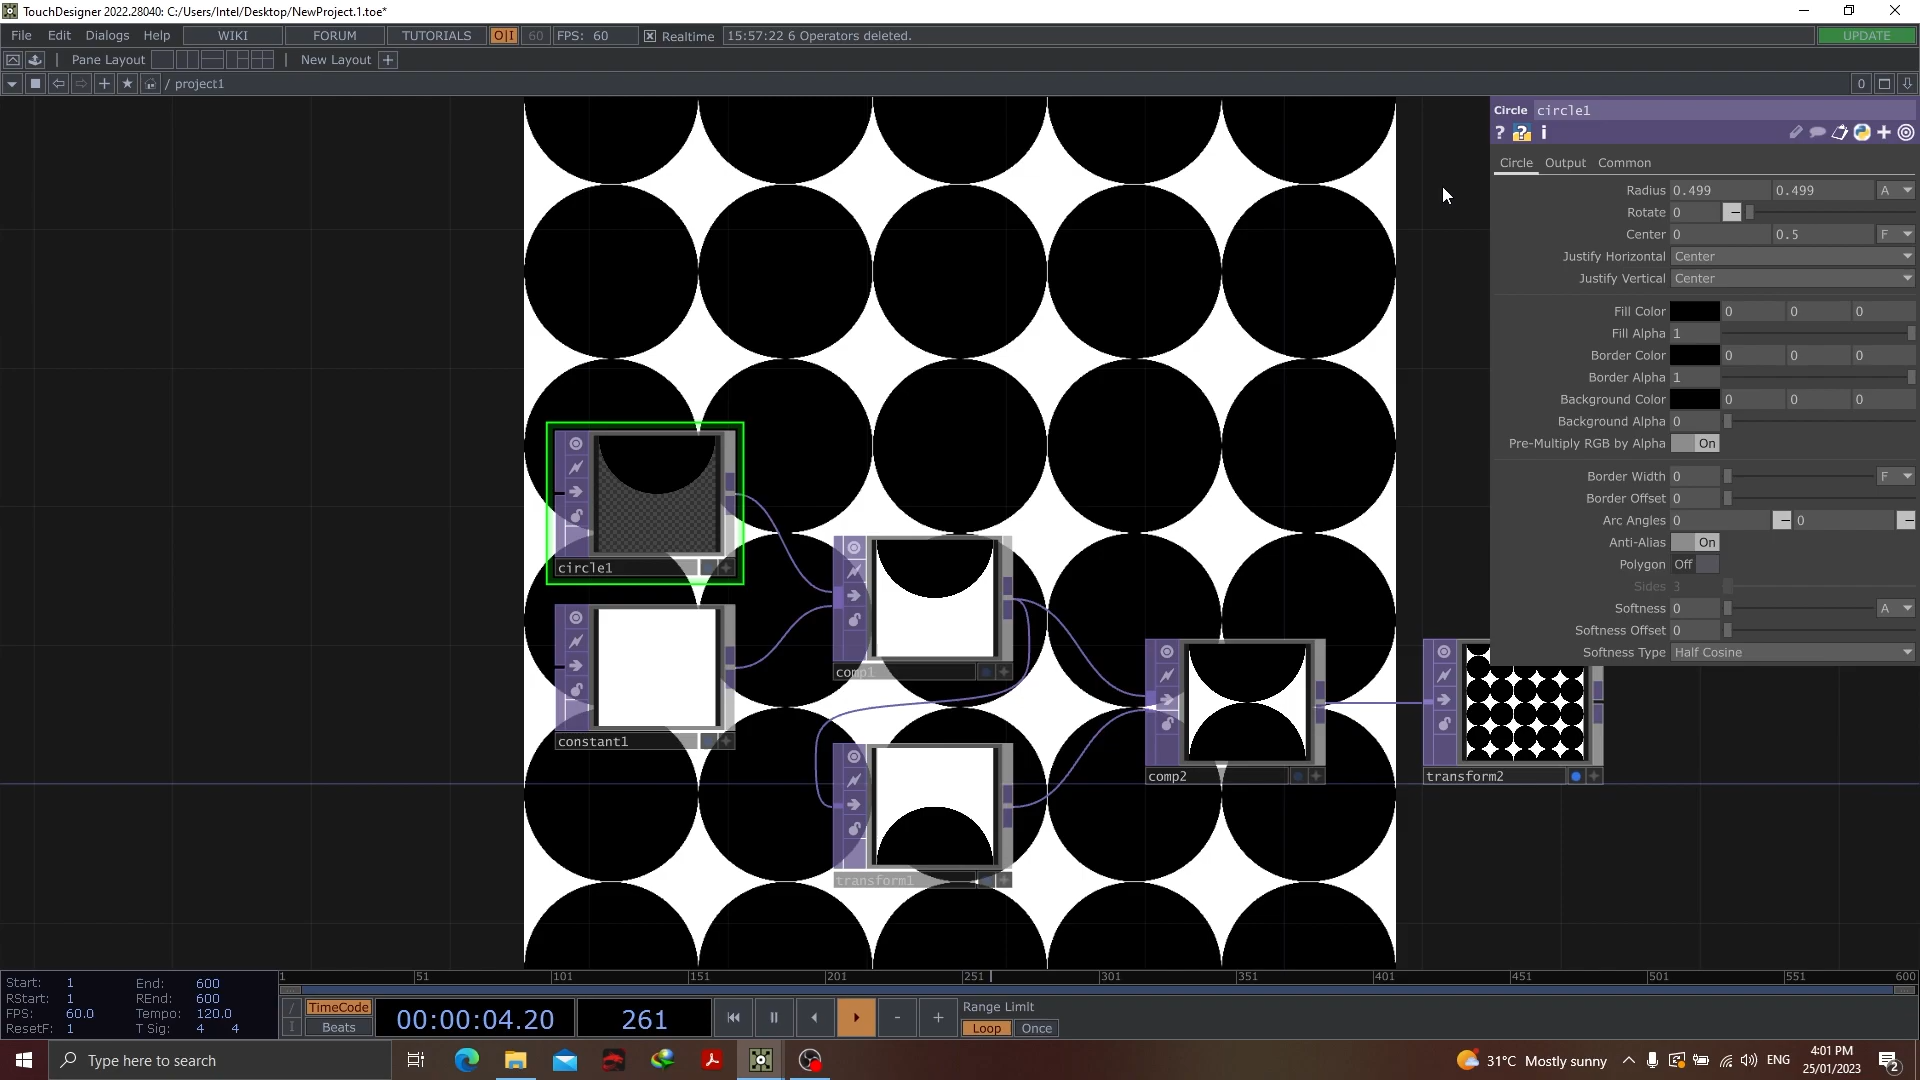 TouchDesigner 2022.28040: C:/Users/Intel/Desktop/NewProject.1.toe*
File Edit Dialogs Help WIKI FORUM TUTORIALS O|I 60 FPS: 60 Realtime 15:57:22 6 Operators deleted. UPDATE
Pane Layout New Layout +
/ project1 0
Circle circle1
? ? i
Circle Output Common
Radius 0.499 0.499 A
Rotate 0
Center 0 0.5 F
Justify Horizontal Center
Justify Vertical Center
Fill Color 0 0 0
Fill Alpha 1
Border Color 0 0 0
Border Alpha 1
Background Color 0 0 0
Background Alpha 0
Pre-Multiply RGB by Alpha On
Border Width 0 F
Border Offset 0
Arc Angles 0 0
Anti-Alias On
Polygon Off
Sides 3
Softness 0 A
Softness Offset 0
Softness Type Half Cosine
circle1
comp1
constant1
comp2
transform2
transform1
1 51 101 151 201 251 301 351 401 451 501 551 600
Start: 1 End: 600
RStart: 1 REnd: 600
FPS: 60.0 Tempo: 120.0
ResetF: 1 T Sig: 4 4
TimeCode
Beats
00:00:04.20
261
Range Limit
Loop Once
Type here to search
31°C Mostly sunny
ENG
4:01 PM
25/01/2023
2